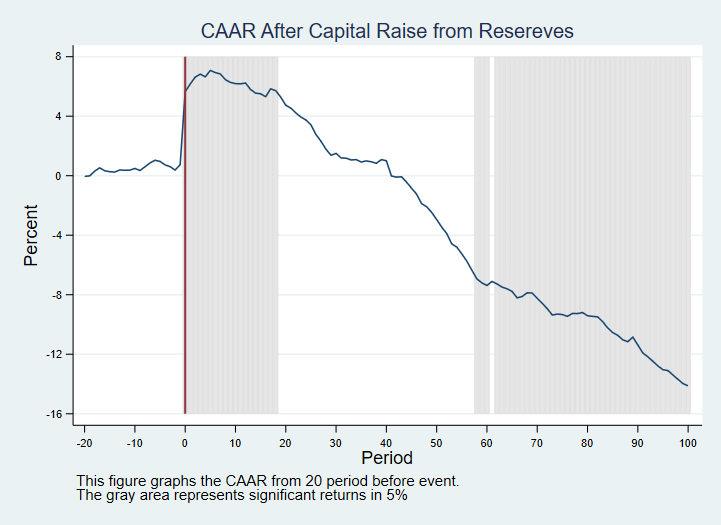 CAAR After Capital Raise from Resereves
8
4
0
-4
-8
-12
-16
Percent
-20 -10 0 10 20 30 40 50 60 70 80 90 100
Period
This figure graphs the CAAR from 20 period before event.
The gray area represents significant returns in 5%